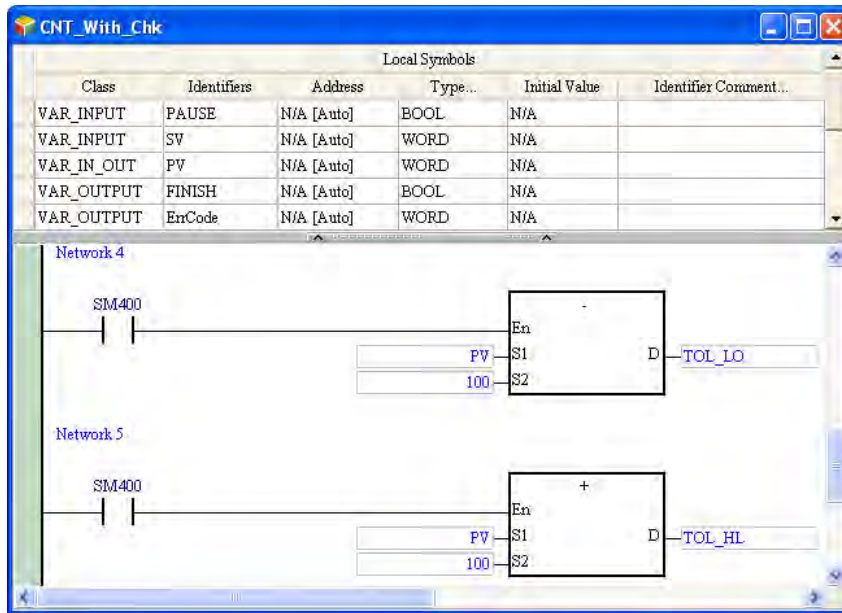 CNT_With_Chk
Local Symbols
Class Identifiers Address Type... Initial Value Identifier Comment...
VAR_INPUT PAUSE N/A [Auto] BOOL N/A
VAR_INPUT SV N/A [Auto] WORD N/A
VAR_IN_OUT PV N/A [Auto] WORD N/A
VAR_OUTPUT FINISH N/A [Auto] BOOL N/A
VAR_OUTPUT ErrCode N/A [Auto] WORD N/A
Network 4
SM400
-
En
PV S1 D TOL_LO
100 S2
Network 5
SM400
+
En
PV S1 D TOL_HL
100 S2